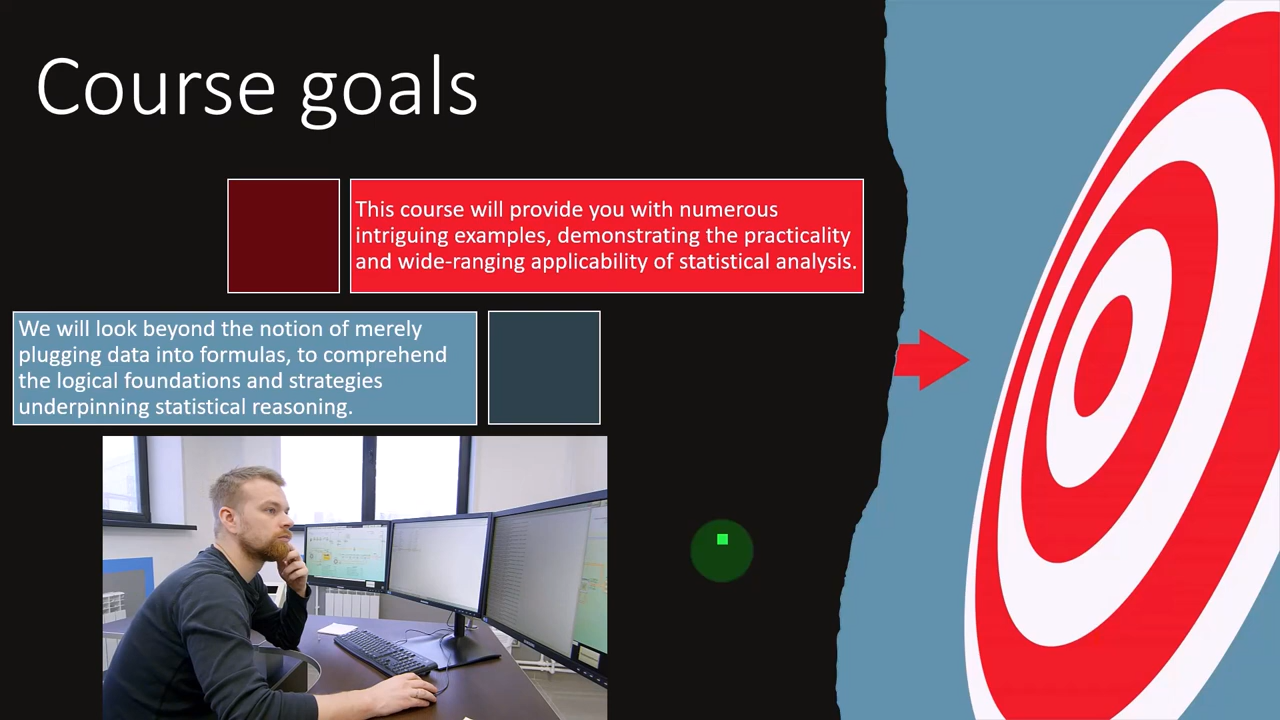 Course goals
This course will provide you with numerous
intriguing examples, demonstrating the practicality
and wide-ranging applicability of statistical analysis.
We will look beyond the notion of merely
plugging data into formulas, to comprehend
the logical foundations and strategies
underpinning statistical reasoning.